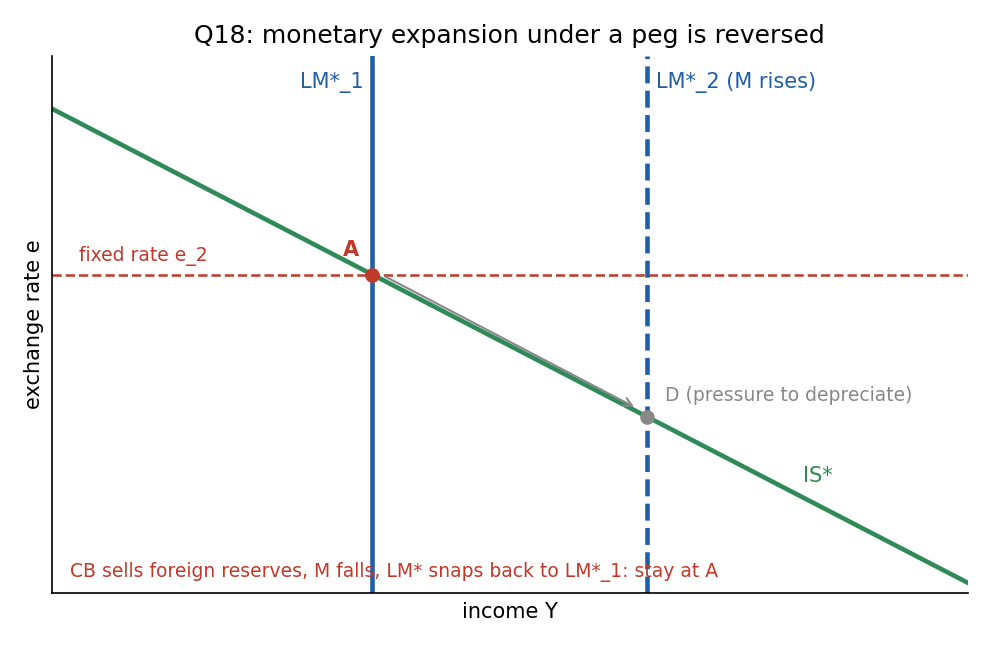 Q18: monetary expansion under a peg is reversed
LM*_1
LM*_2 (M rises)
fixed rate e_2
A
exchange rate e
D (pressure to depreciate)
IS*
CB sells foreign reserves, M falls, LM* snaps back to LM*_1: stay at A
income Y